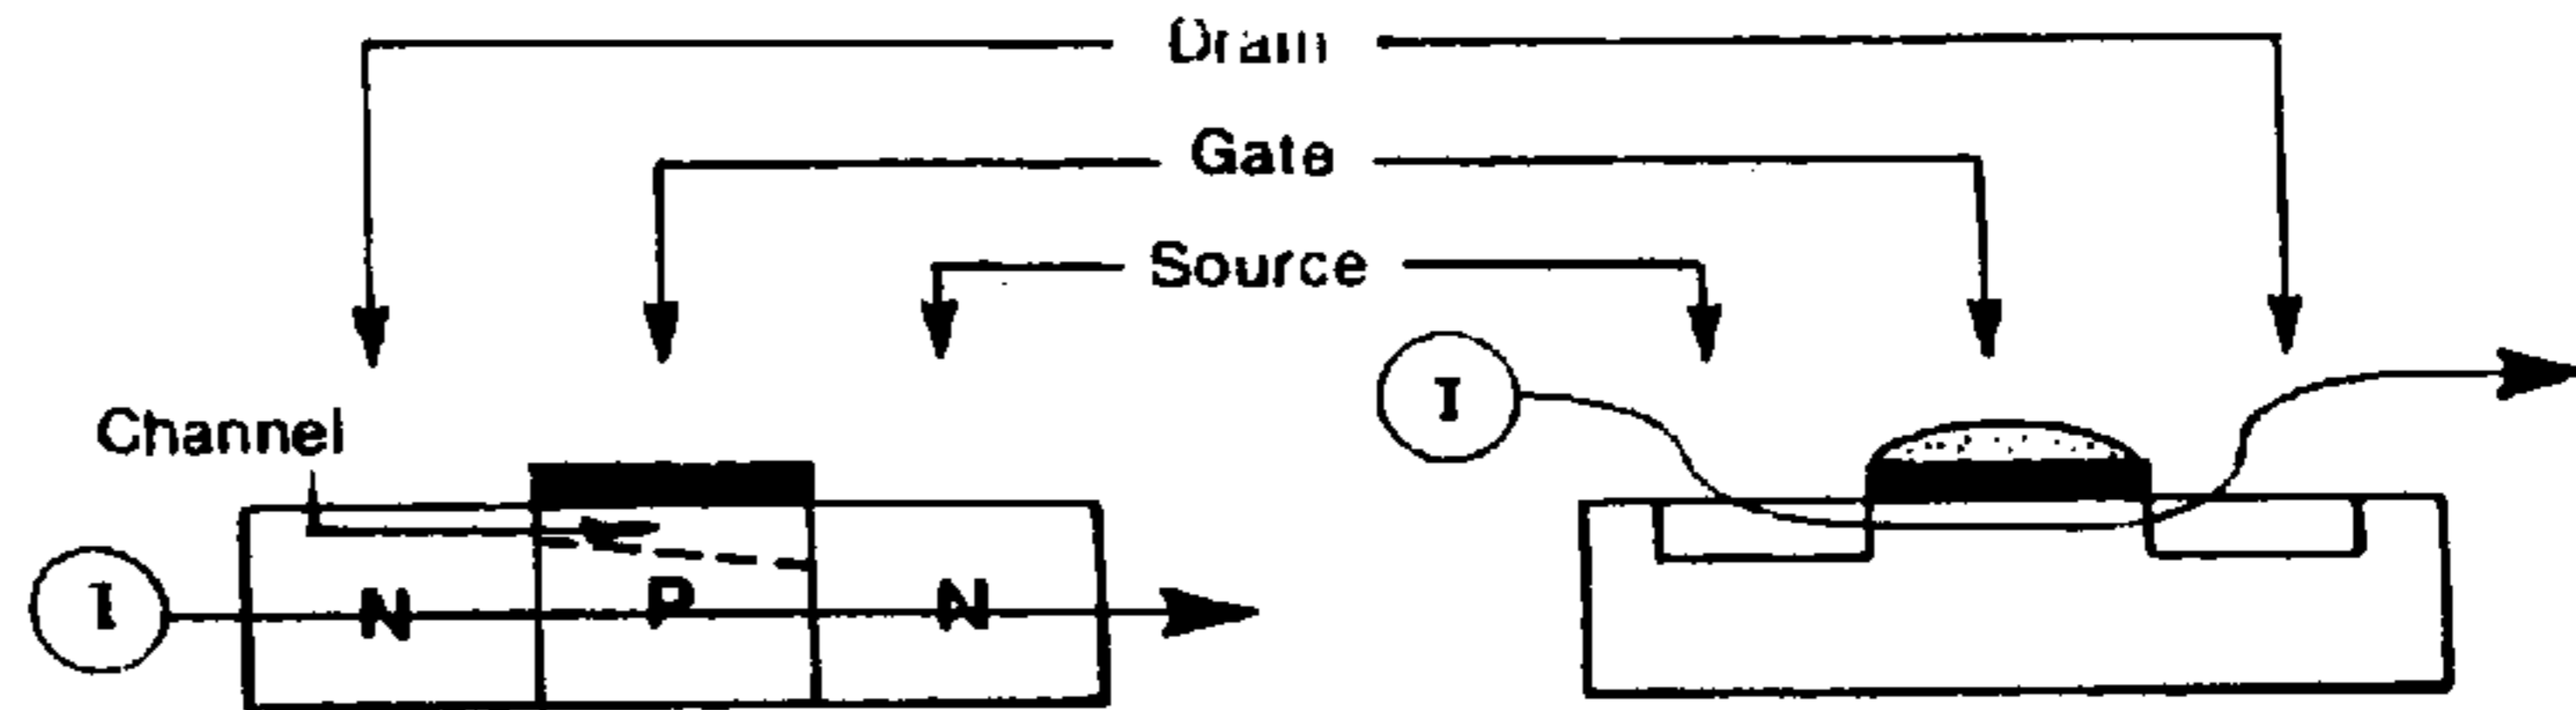 Drain
Gate
Source
Channel
I
I
N P N